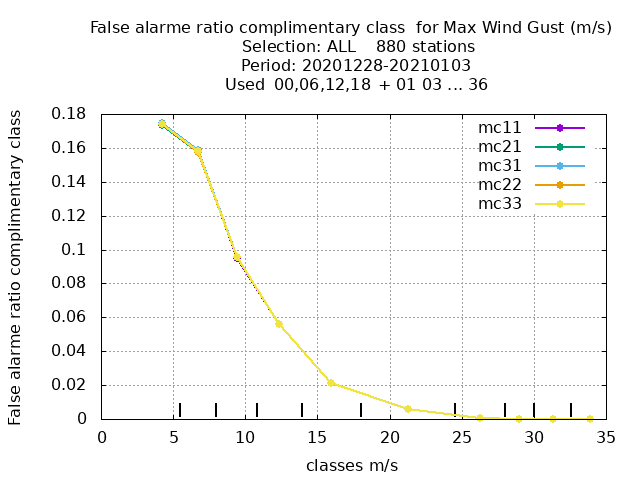 False alarme ratio complimentary class  for Max Wind Gust (m/s)
Selection: ALL    880 stations
Period: 20201228-20210103
Used  00,06,12,18  + 01 03 ... 36
False alarme ratio complimentary class
0.18
0.16
0.14
0.12
0.1
0.08
0.06
0.04
0.02
0
mc11
mc21
mc31
mc22
mc33
0 5 10 15 20 25 30 35
classes m/s